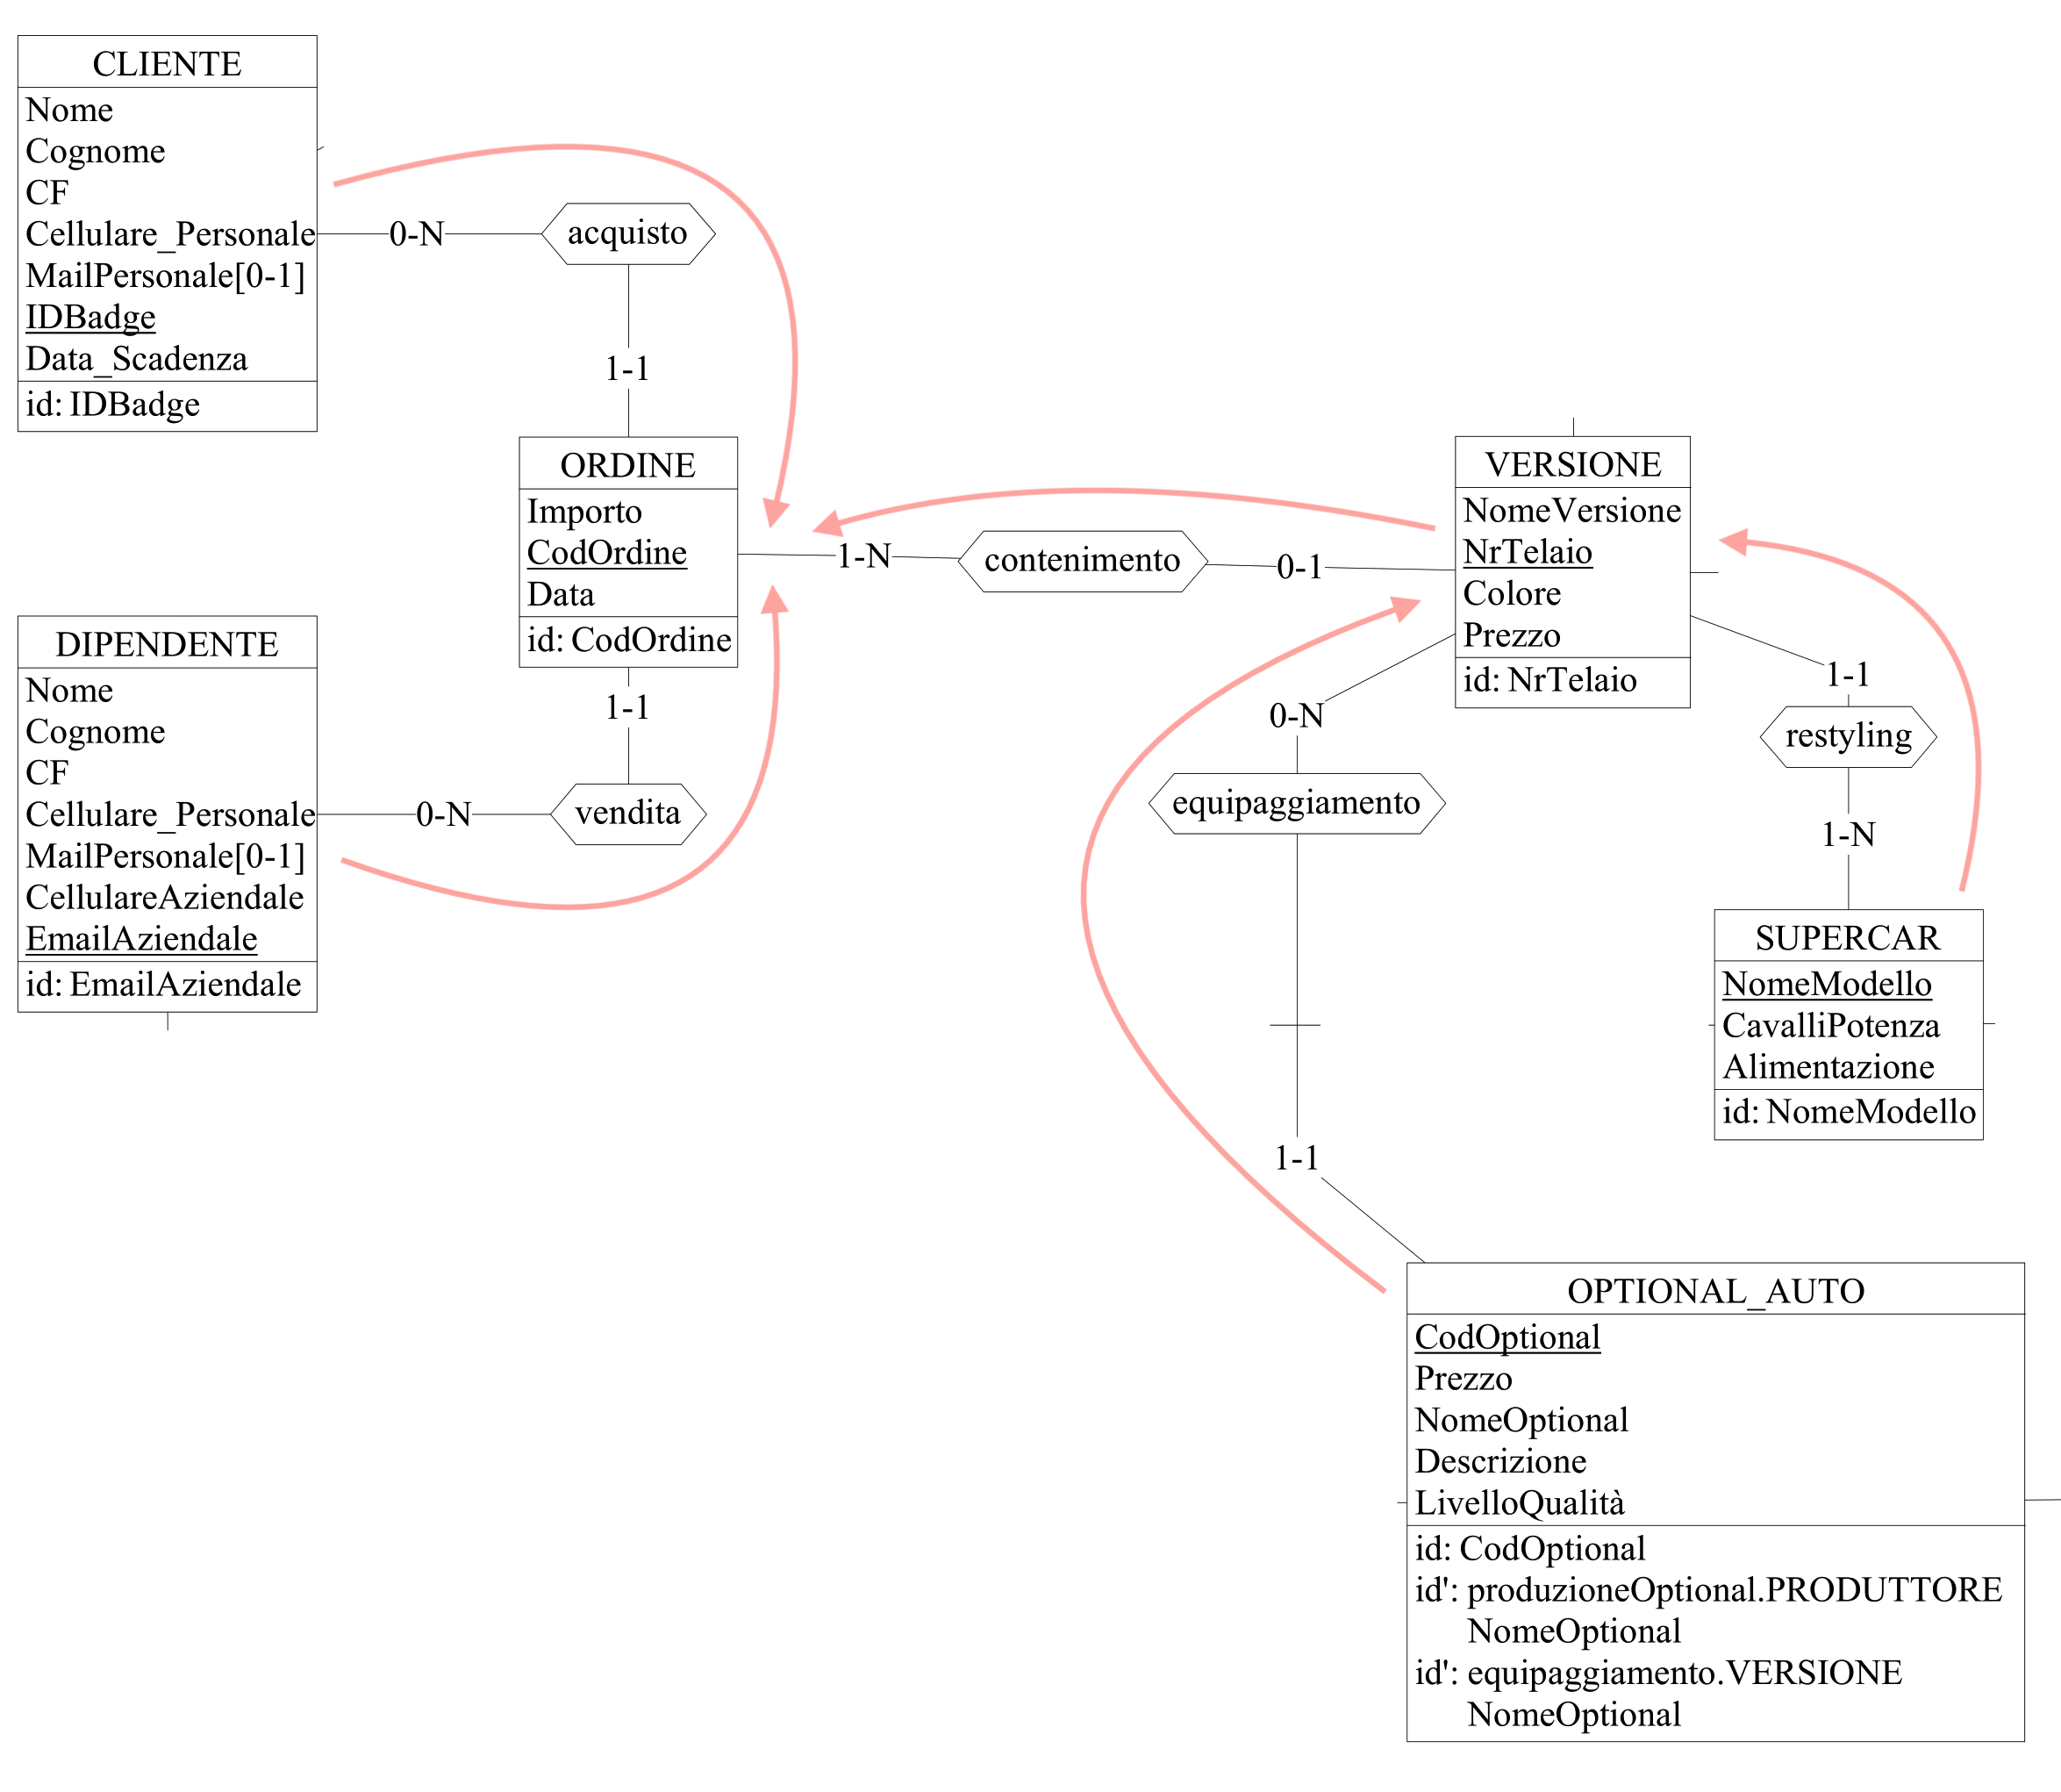 CLIENTE
Nome
Cognome
CF
Cellulare_Personale
MailPersonale[0-1]
IDBadge
Data_Scadenza
id: IDBadge
0-N
acquisto
1-1
ORDINE
Importo
CodOrdine
Data
id: CodOrdine
1-N
contenimento
0-1
VERSIONE
NomeVersione
NrTelaio
Colore
Prezzo
id: NrTelaio
DIPENDENTE
Nome
Cognome
CF
Cellulare_Personale
MailPersonale[0-1]
CellulareAziendale
EmailAziendale
id: EmailAziendale
0-N
vendita
1-1
0-N
equipaggiamento
1-1
1-1
restyling
1-N
SUPERCAR
NomeModello
CavalliPotenza
Alimentazione
id: NomeModello
OPTIONAL_AUTO
CodOptional
Prezzo
NomeOptional
Descrizione
LivelloQualità
id: CodOptional
id': produzioneOptional.PRODUTTORE
NomeOptional
id': equipaggiamento.VERSIONE
NomeOptional